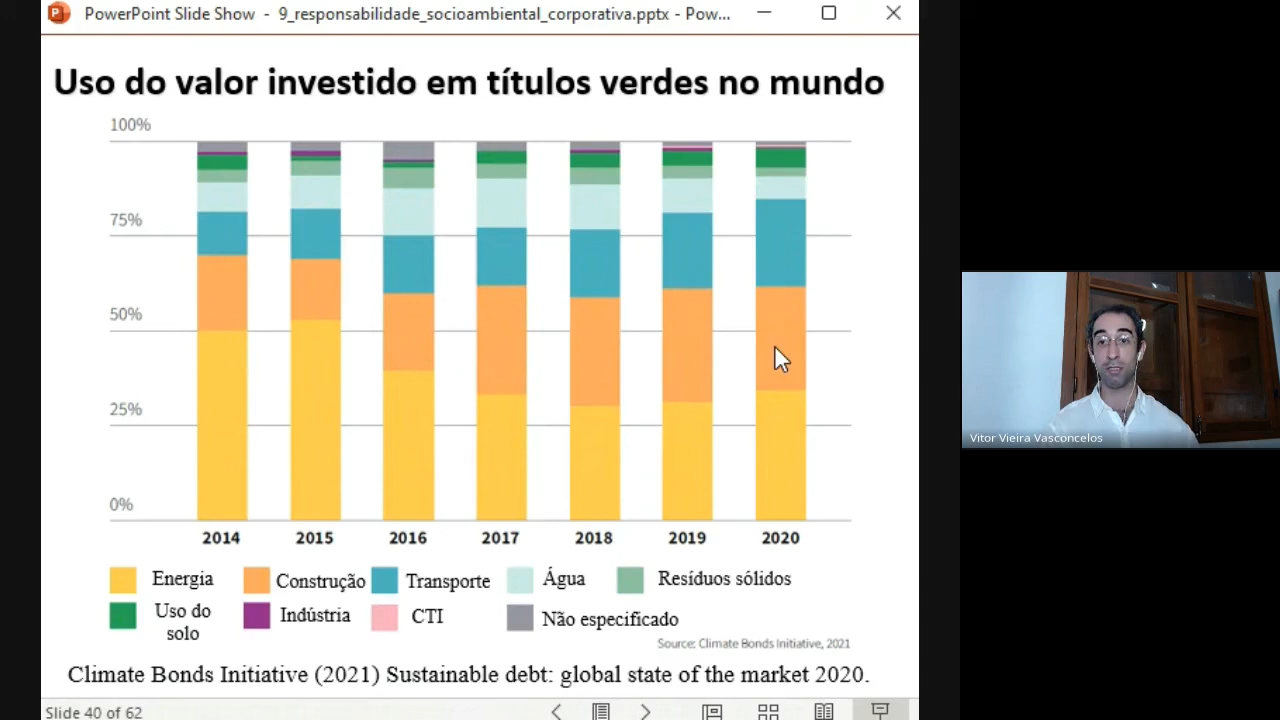 PowerPoint Slide Show - 9_responsabilidade_socioambiental_corporativa.pptx - Pow...
Uso do valor investido em títulos verdes no mundo
100%
75%
50%
25%
0%
2014 2015 2016 2017 2018 2019 2020
Energia Construção Transporte Água Resíduos sólidos
Uso do solo Indústria CTI Não especificado
Source: Climate Bonds Initiative, 2021
Climate Bonds Initiative (2021) Sustainable debt: global state of the market 2020.
Slide 40 of 62
Vitor Vieira Vasconcelos